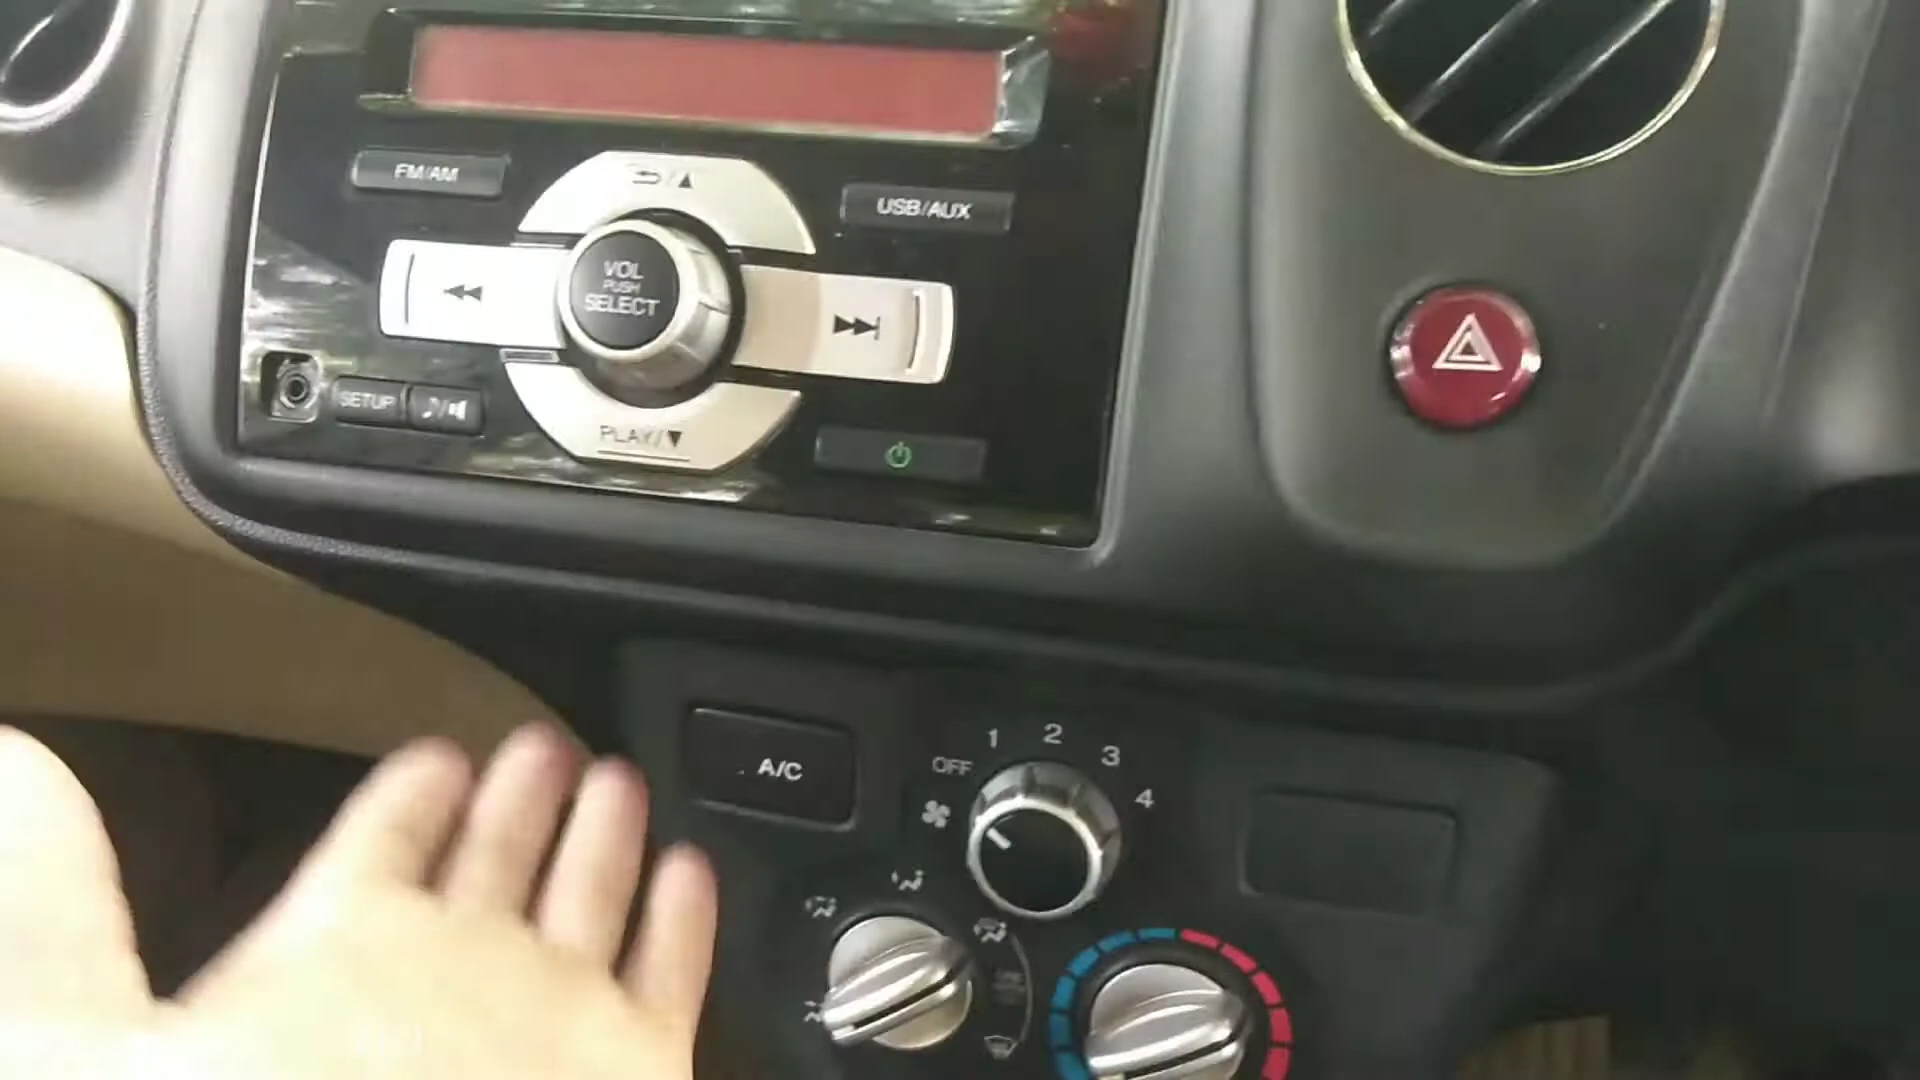 FM/AM
USB/AUX
VOL
PUSH
SELECT
SETUP
PLAY/▼
A/C
OFF
1
2
3
4